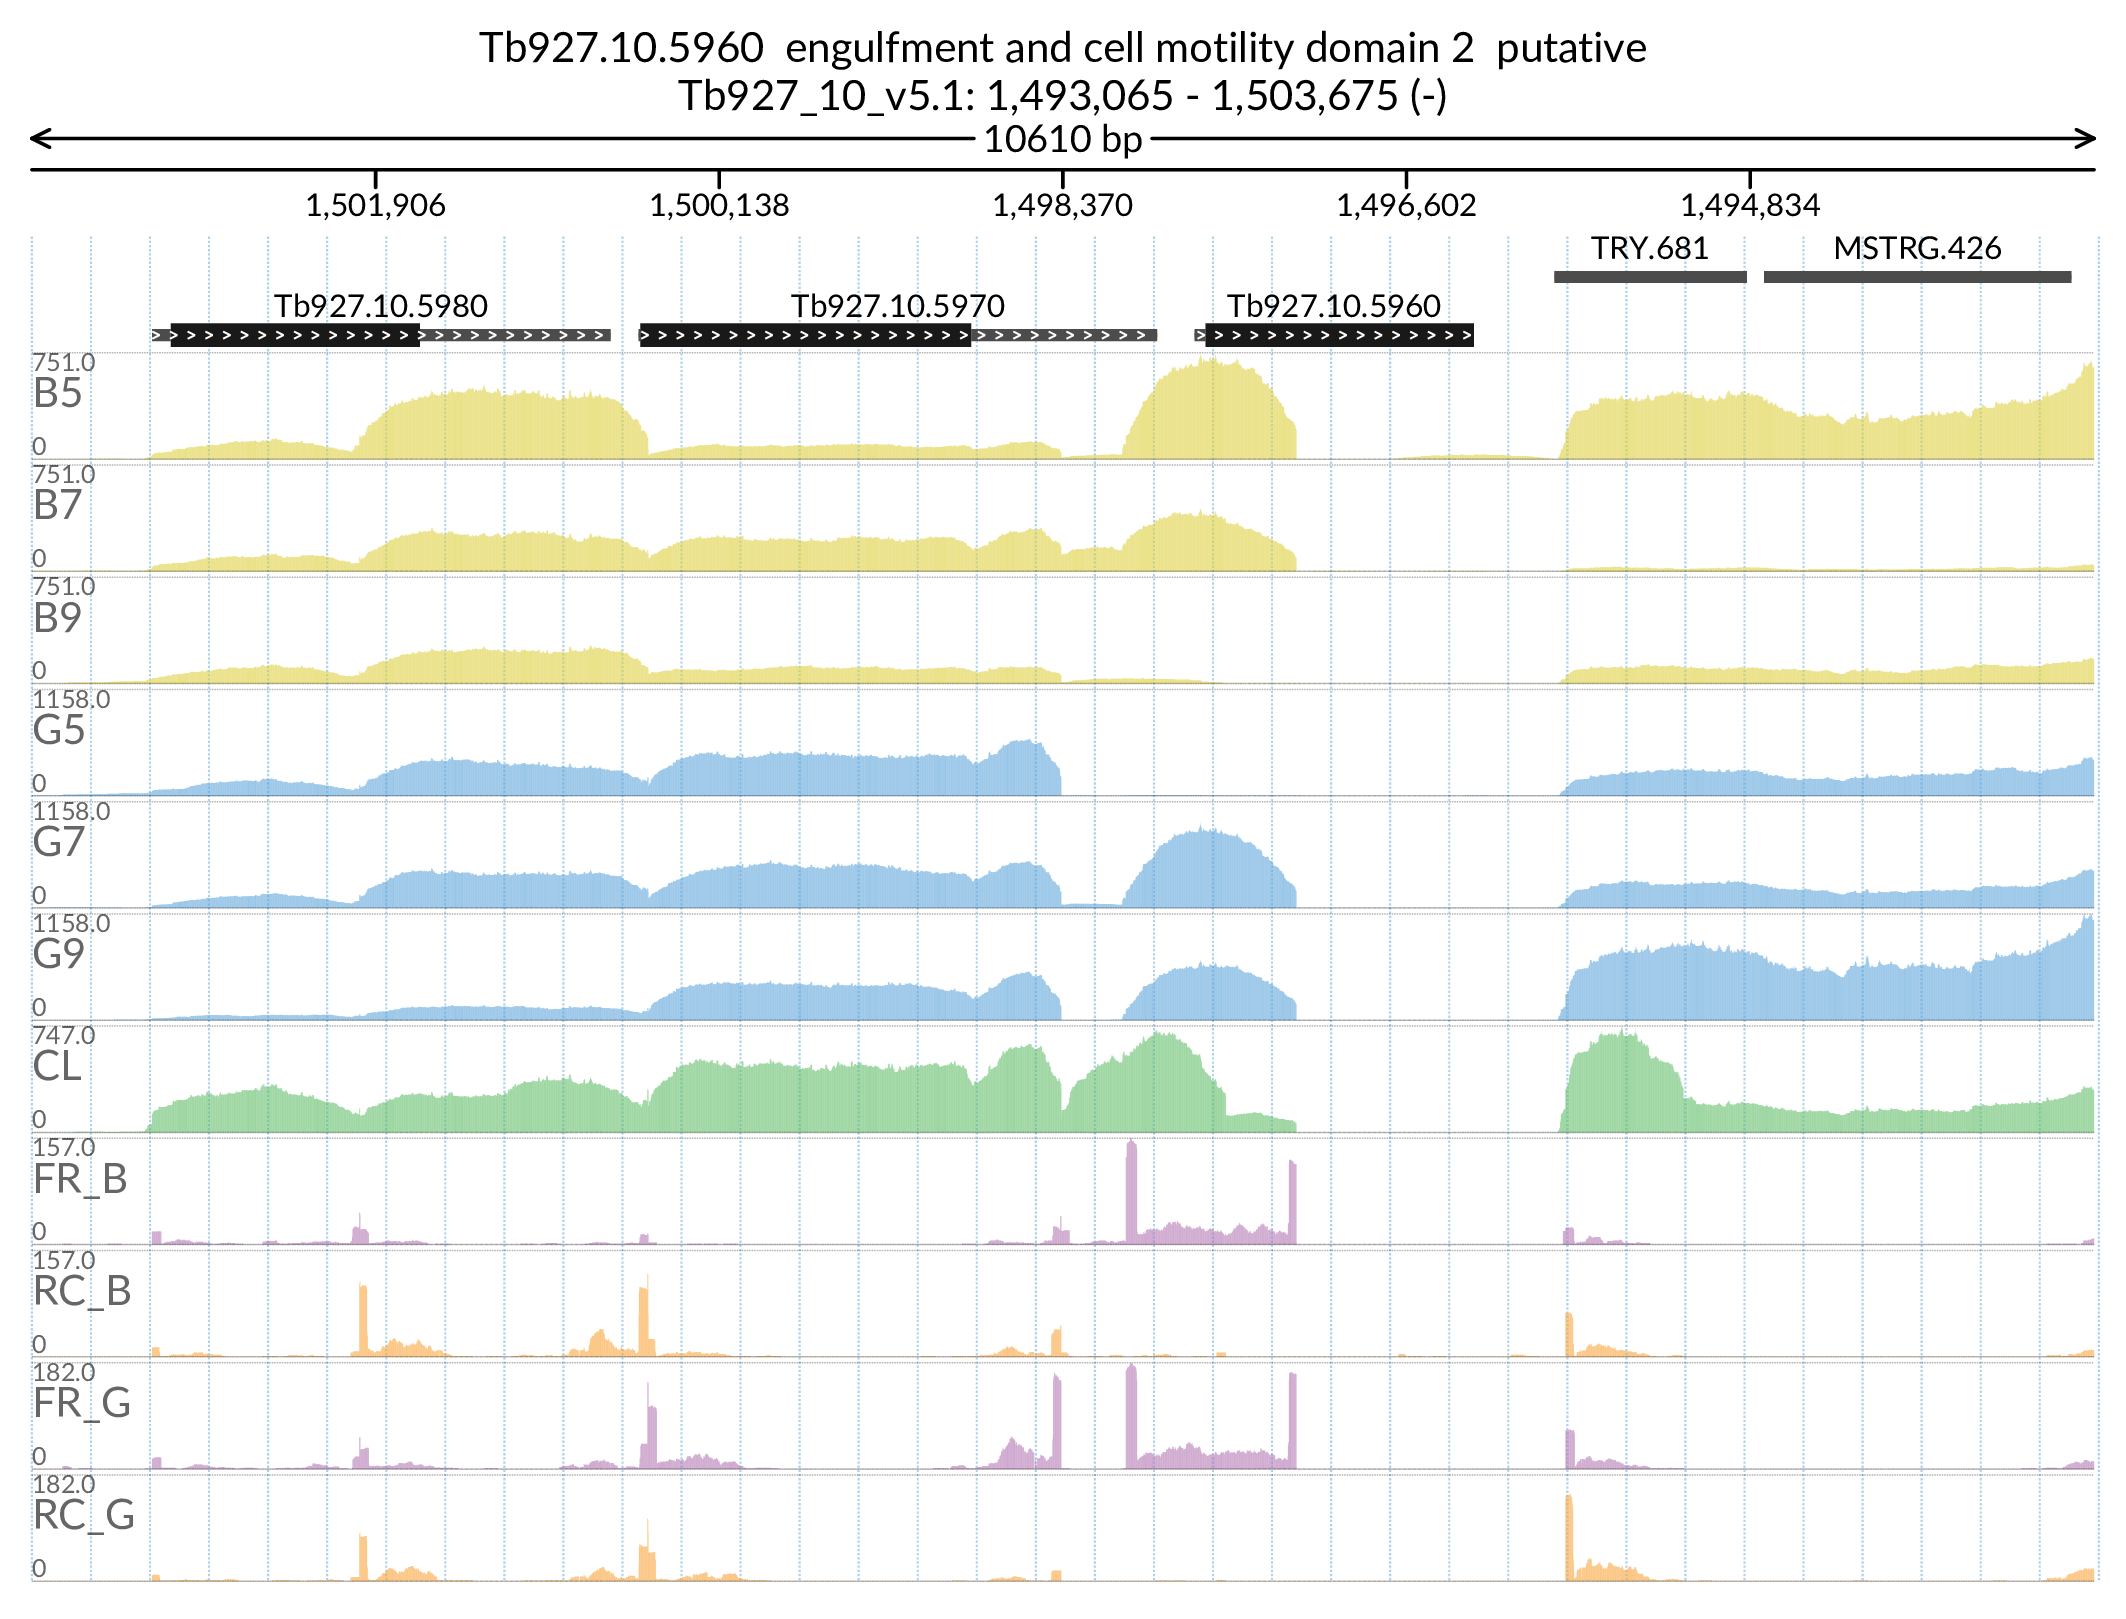 Tb927.10.5960  engulfment and cell motility domain 2  putative
Tb927_10_v5.1: 1,493,065 - 1,503,675 (-)
10610 bp
1,501,906 1,500,138 1,498,370 1,496,602 1,494,834
TRY.681 MSTRG.426
Tb927.10.5980 Tb927.10.5970 Tb927.10.5960
751.0
B5
0
751.0
B7
0
751.0
B9
0
1158.0
G5
0
1158.0
G7
0
1158.0
G9
0
747.0
CL
0
157.0
FR_B
0
157.0
RC_B
0
182.0
FR_G
0
182.0
RC_G
0